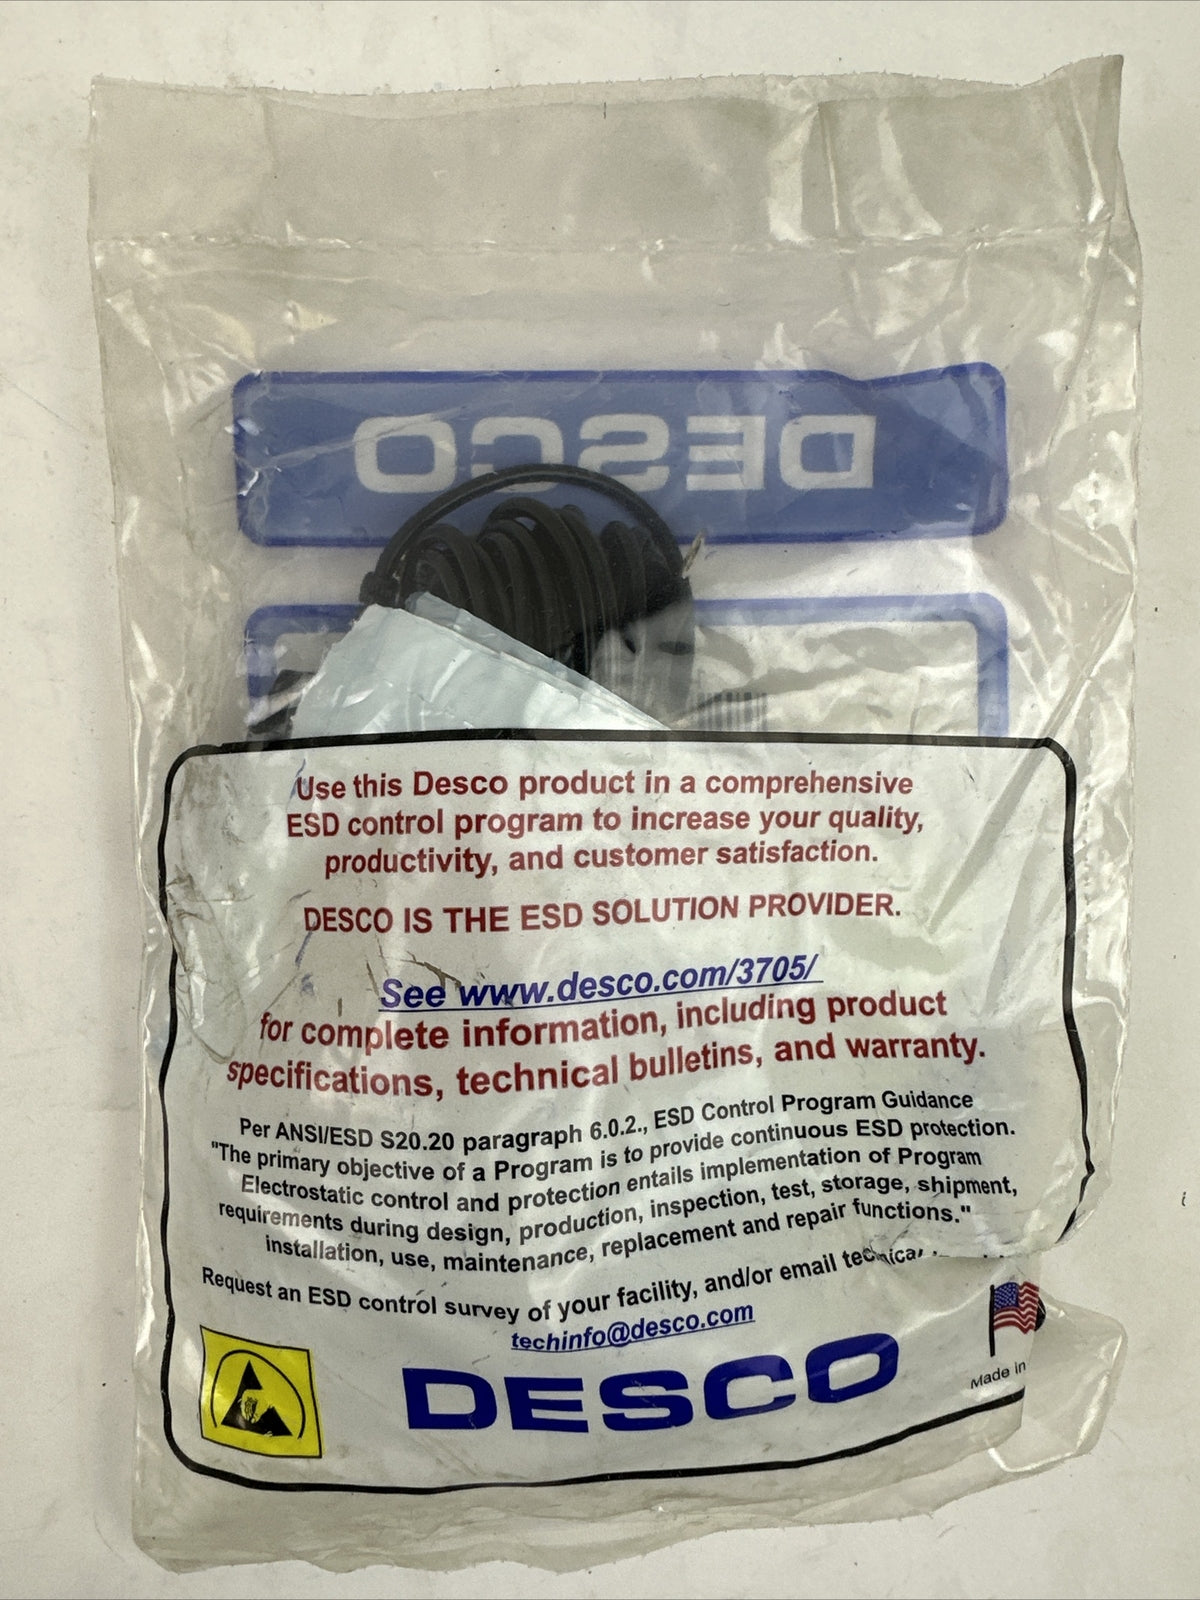 DESCO
Use this Desco product in a comprehensive
ESD control program to increase your quality,
productivity, and customer satisfaction.
DESCO IS THE ESD SOLUTION PROVIDER.
See www.desco.com/3705/
for complete information, including product
specifications, technical bulletins, and warranty.
Per ANSI/ESD S20.20 paragraph 6.0.2., ESD Control Program Guidance
"The primary objective of a Program is to provide continuous ESD protection.
Electrostatic control and protection entails implementation of Program
requirements during design, production, inspection, test, storage, shipment,
installation, use, maintenance, replacement and repair functions."
Request an ESD control survey of your facility, and/or email technical
techinfo@desco.com
DESCO
Made in